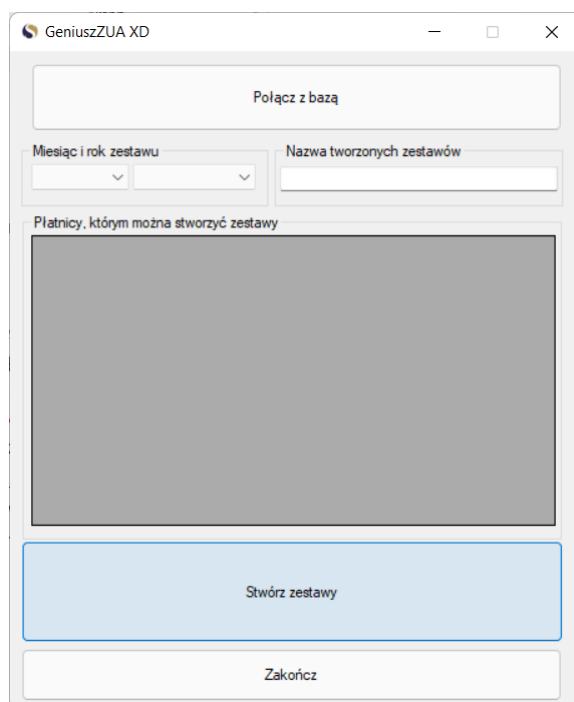 GeniuszZUA XD
Połącz z bazą
Miesiąc i rok zestawu
Nazwa tworzonych zestawów
Płatnicy, którym można stworzyć zestawy
Stwórz zestawy
Zakończ